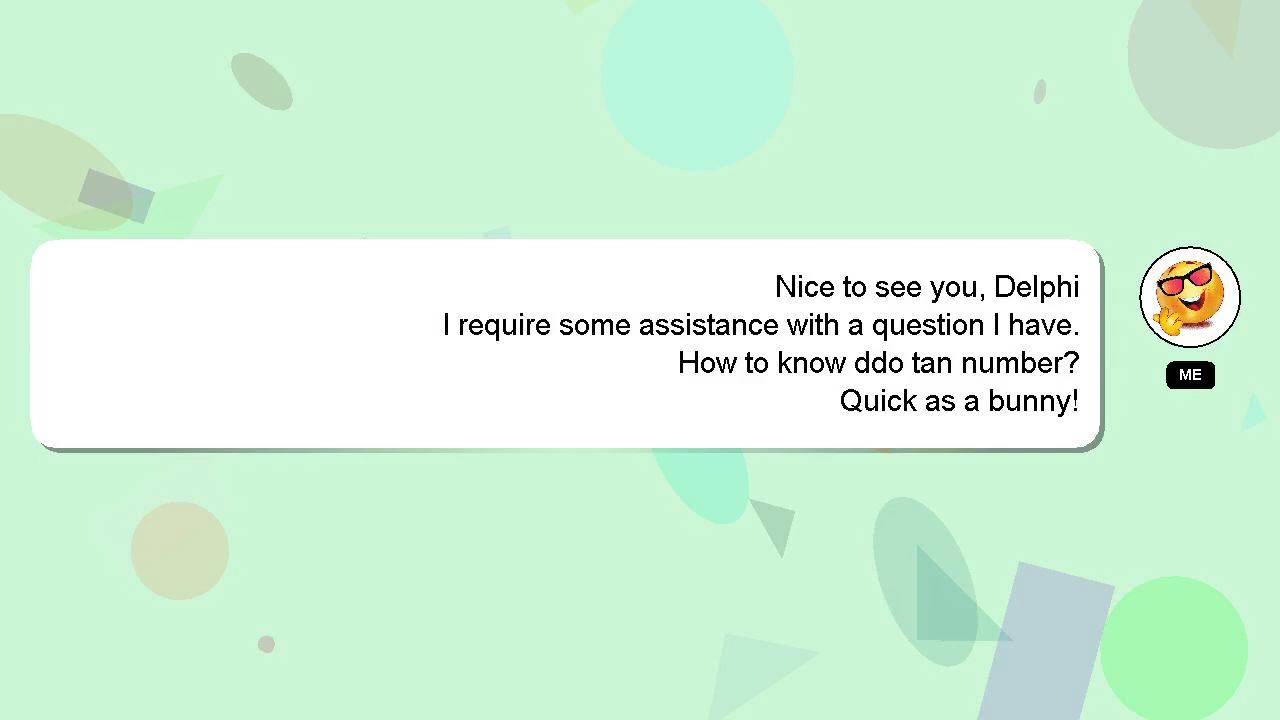 Nice to see you, Delphi
I require some assistance with a question I have.
How to know ddo tan number?
Quick as a bunny!
ME